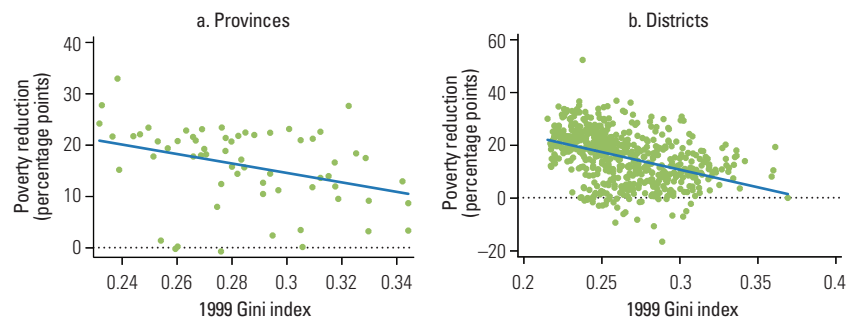 a. Provinces
Poverty reduction
(percentage points)
40
30
20
10
0
0.24 0.26 0.28 0.3 0.32 0.34
1999 Gini index
b. Districts
Poverty reduction
(percentage points)
60
40
20
0
–20
0.2 0.25 0.3 0.35 0.4
1999 Gini index